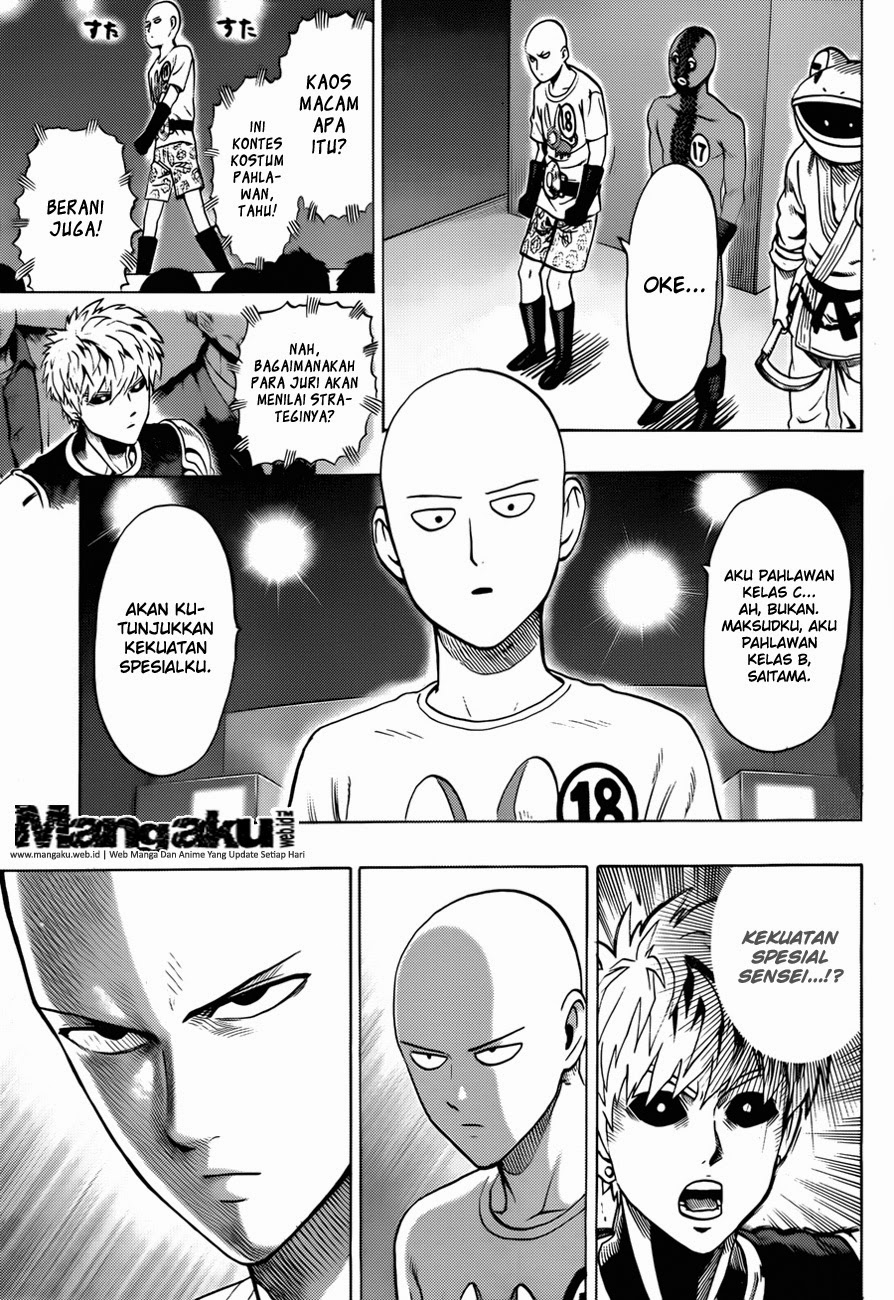 OKE...
17
18
すた
すた
KAOS
MACAM
APA
ITU?
INI
KONTES
KOSTUM
PAHLA-
WAN,
TAHU!
BERANI
JUGA!
NAH,
BAGAIMANAKAH
PARA JURI AKAN
MENILAI STRA-
TEGINYA?
AKU PAHLAWAN
KELAS C...
AH, BUKAN.
MAKSUDKU, AKU
PAHLAWAN
KELAS B,
SAITAMA.
AKAN KU-
TUNJUKKAN
KEKUATAN
SPESIALKU.
18
Mangaku
web.id
www.mangaku.web.id | Web Manga Dan Anime Yang Update Setiap Hari
KEKUATAN
SPESIAL
SENSEI...!?